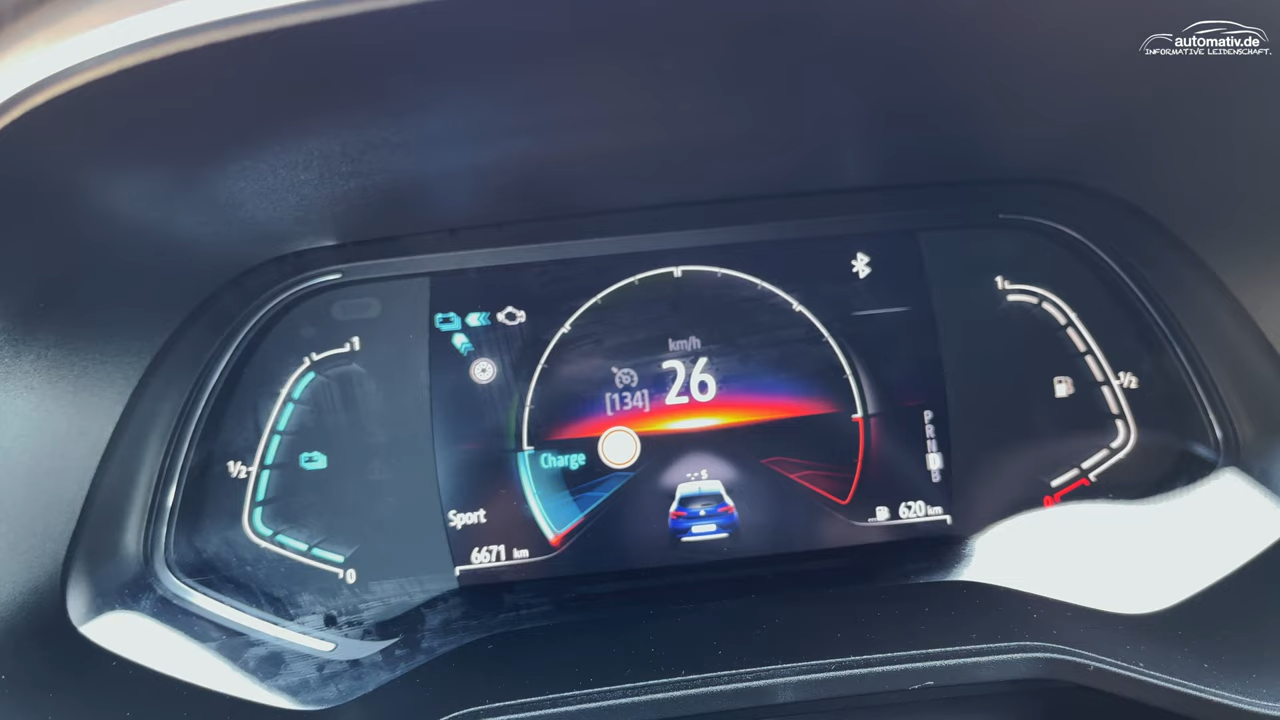 automativ.de
INFORMATIVE LEIDENSCHAFT.
km/h
26
[134]
Charge
-,- s
Sport
6671 km
620 km
P
R
N
D
B
1
1/2
0
1
1/2
0